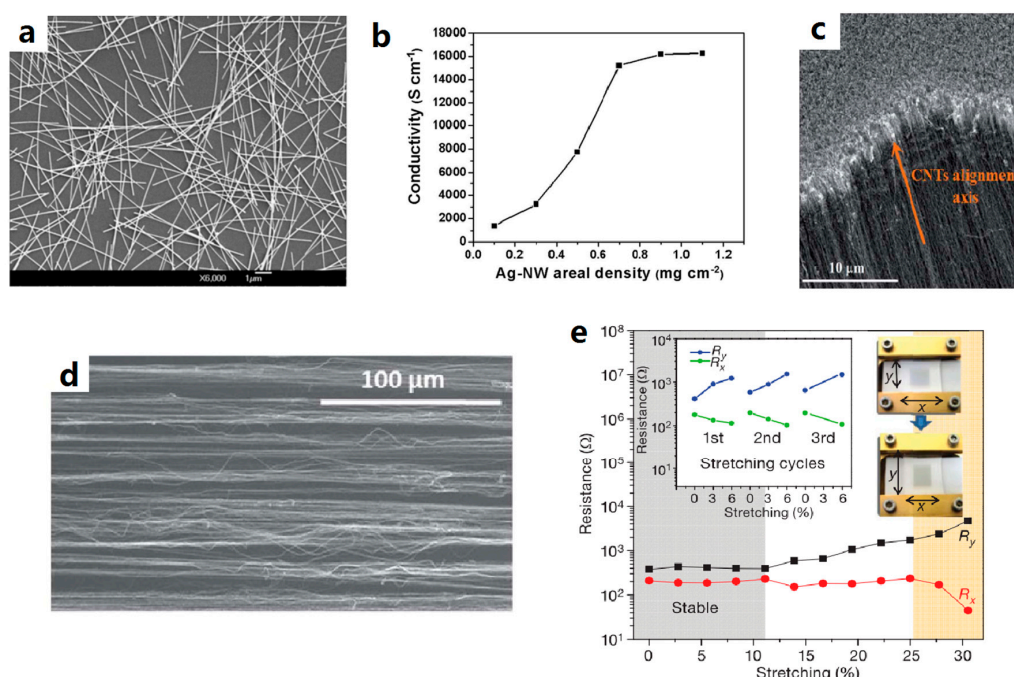 a
X6,000 1μm
b
Conductivity (S cm⁻¹)
18000
16000
14000
12000
10000
8000
6000
4000
2000
0
0.0 0.2 0.4 0.6 0.8 1.0 1.2
Ag-NW areal density (mg cm⁻²)
c
CNTs alignment
axis
10 μm
d
100 μm
e
Resistance (Ω)
10⁸
10⁷
10⁶
10⁵
10⁴
10³
10²
10¹
0 5 10 15 20 25 30
Stretching (%)
Stable
Ry
Rx
Resistance (Ω)
10⁴
10³
10²
10¹
Ry
Rx
1st 2nd 3rd
Stretching cycles
0 3 6 0 3 6 0 3 6
Stretching (%)
y
x
y
x